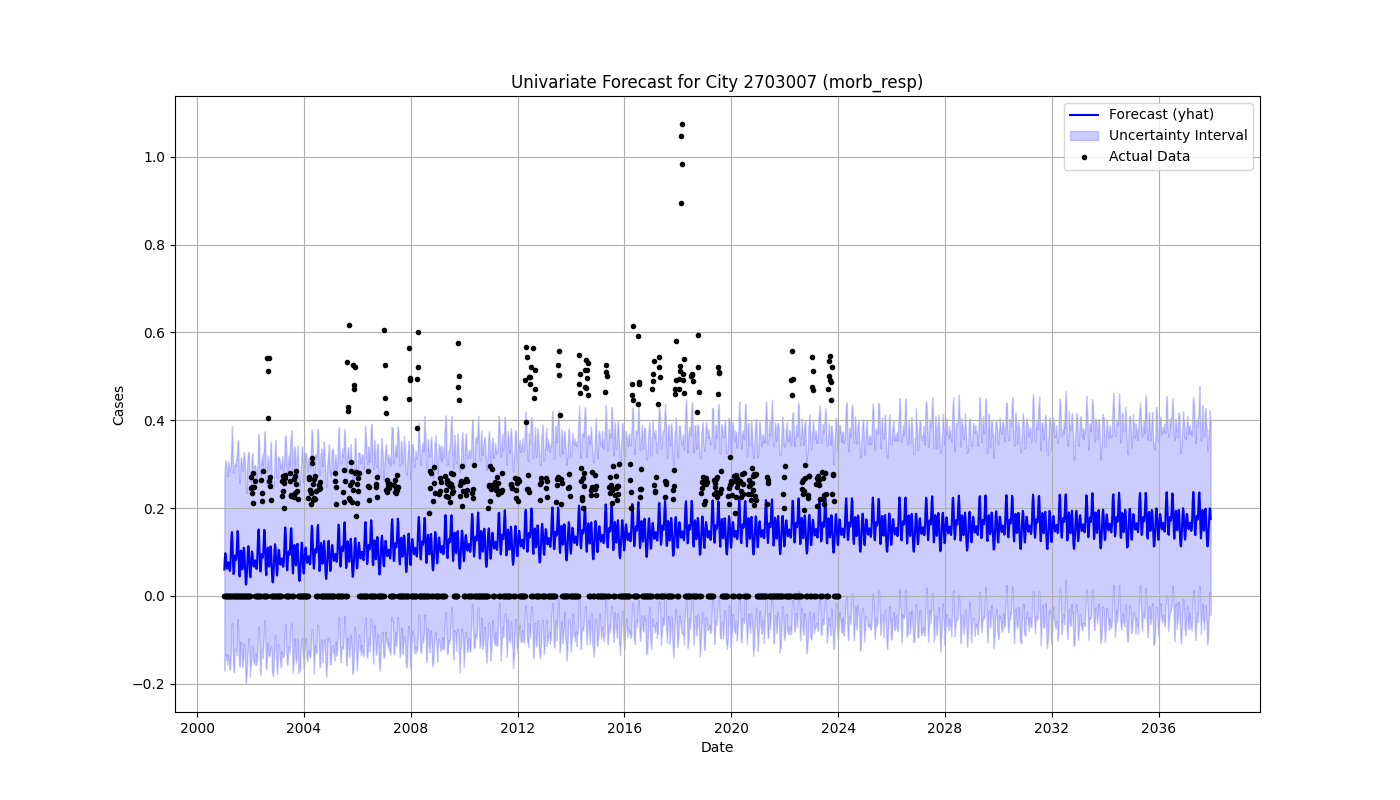 Univariate Forecast for City 2703007 (morb_resp)
Forecast (yhat)
Uncertainty Interval
Actual Data
Cases
1.0
0.8
0.6
0.4
0.2
0.0
−0.2
2000 2004 2008 2012 2016 2020 2024 2028 2032 2036
Date